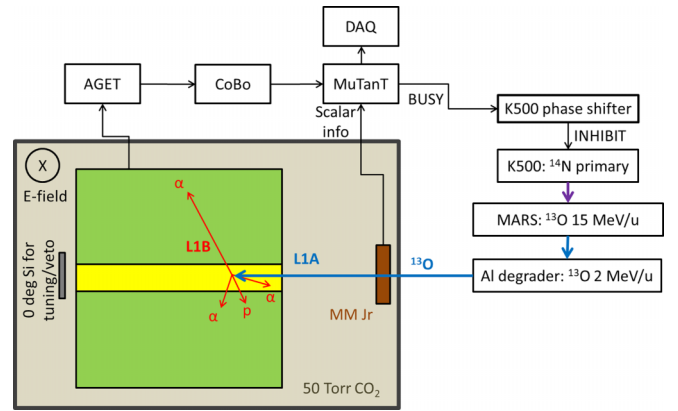 DAQ
AGET
CoBo
MuTanT
BUSY
Scalar
info
K500 phase shifter
INHIBIT
K500: ¹⁴N primary
MARS: ¹³O 15 MeV/u
Al degrader: ¹³O 2 MeV/u
X
E-field
0 deg Si for
tuning/veto
α
L1B
L1A
¹³O
α
p
α
MM Jr
50 Torr CO₂